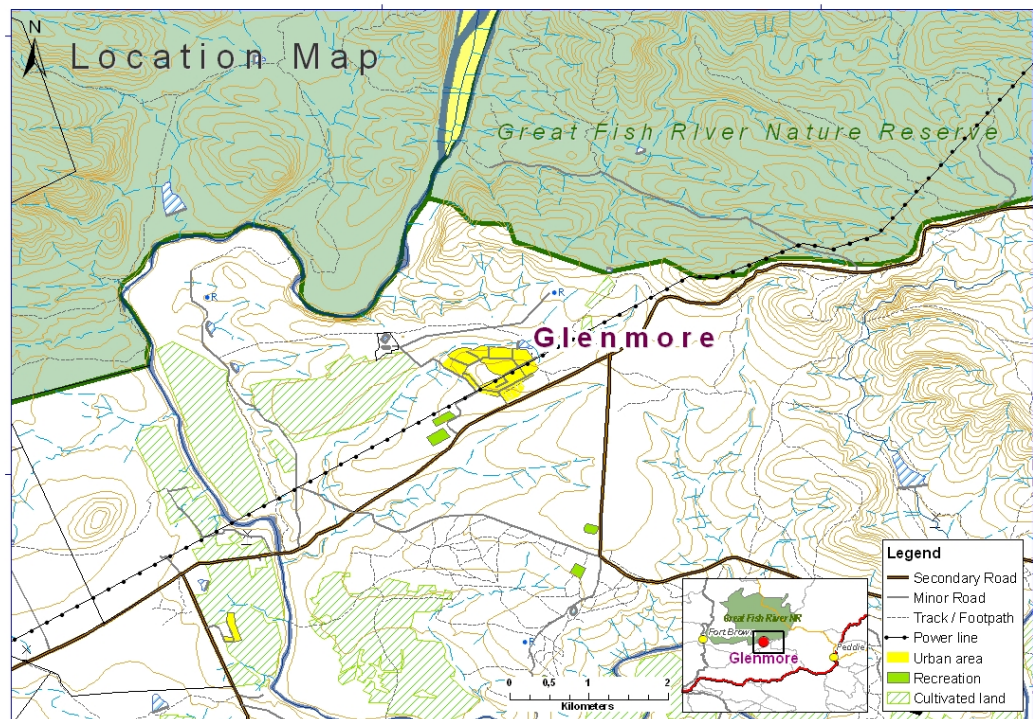 N
Location Map
Great Fish River Nature Reserve
R
R
Glenmore
R
Legend
Secondary Road
Minor Road
Track / Footpath
Power line
Urban area
Recreation
Cultivated land
Great Fish River NR
Fort Brown
Peddie
Glenmore
0 0,5 1 2
Kilometers